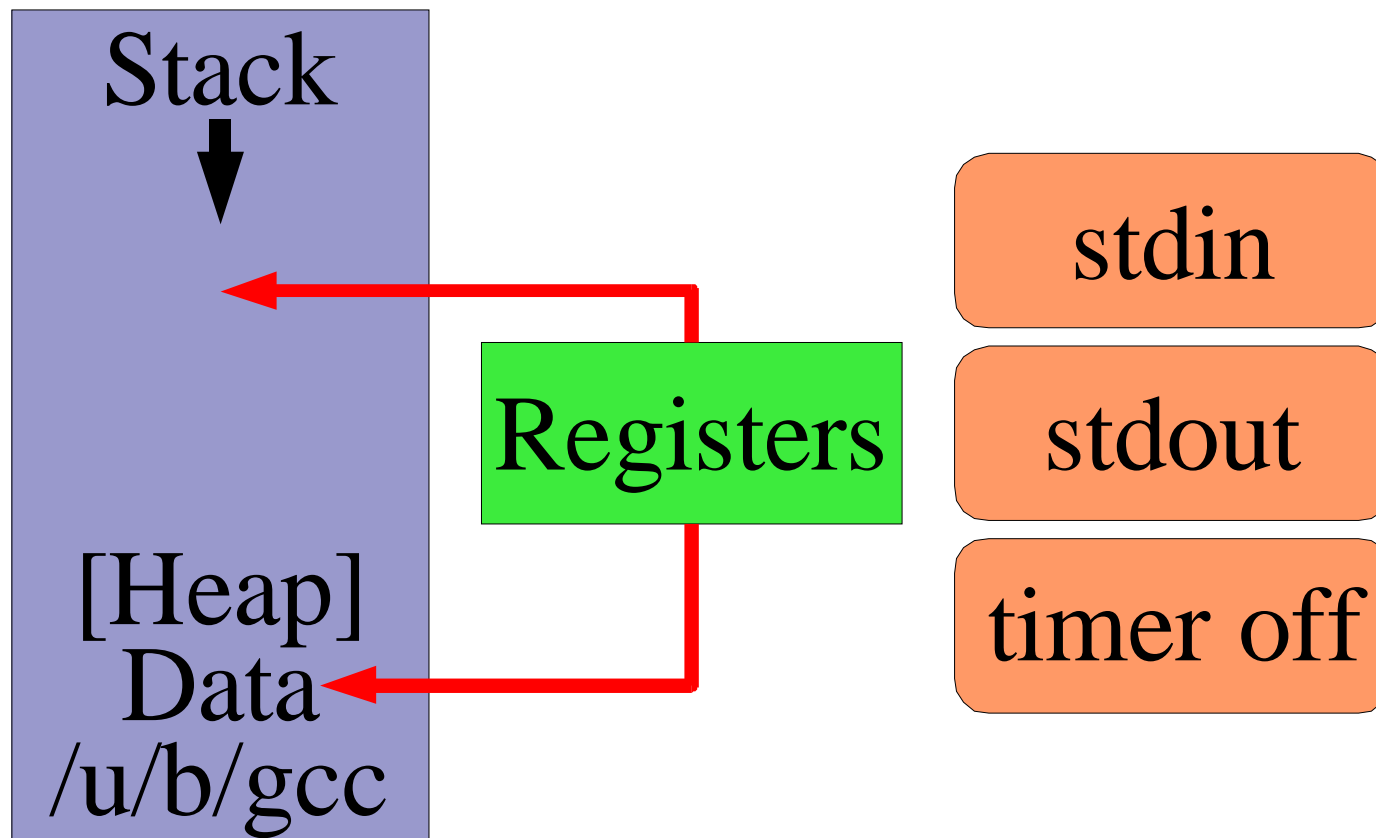 Stack
[Heap]
Data
/u/b/gcc
Registers
stdin
stdout
timer off